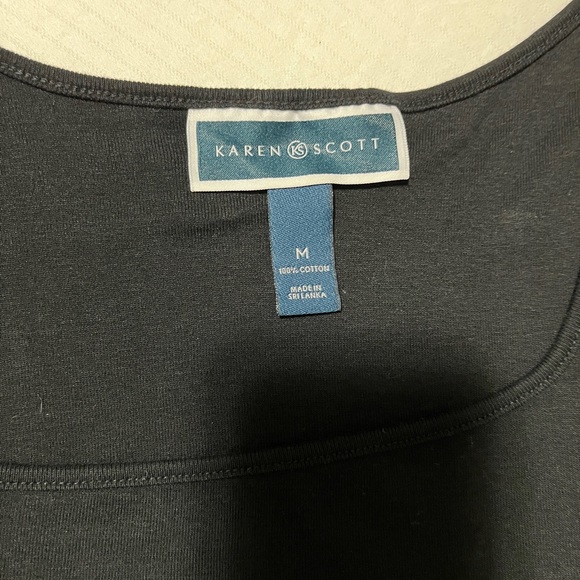 KAREN KS SCOTT
M
100% COTTON
MADE IN
SRI LANKA